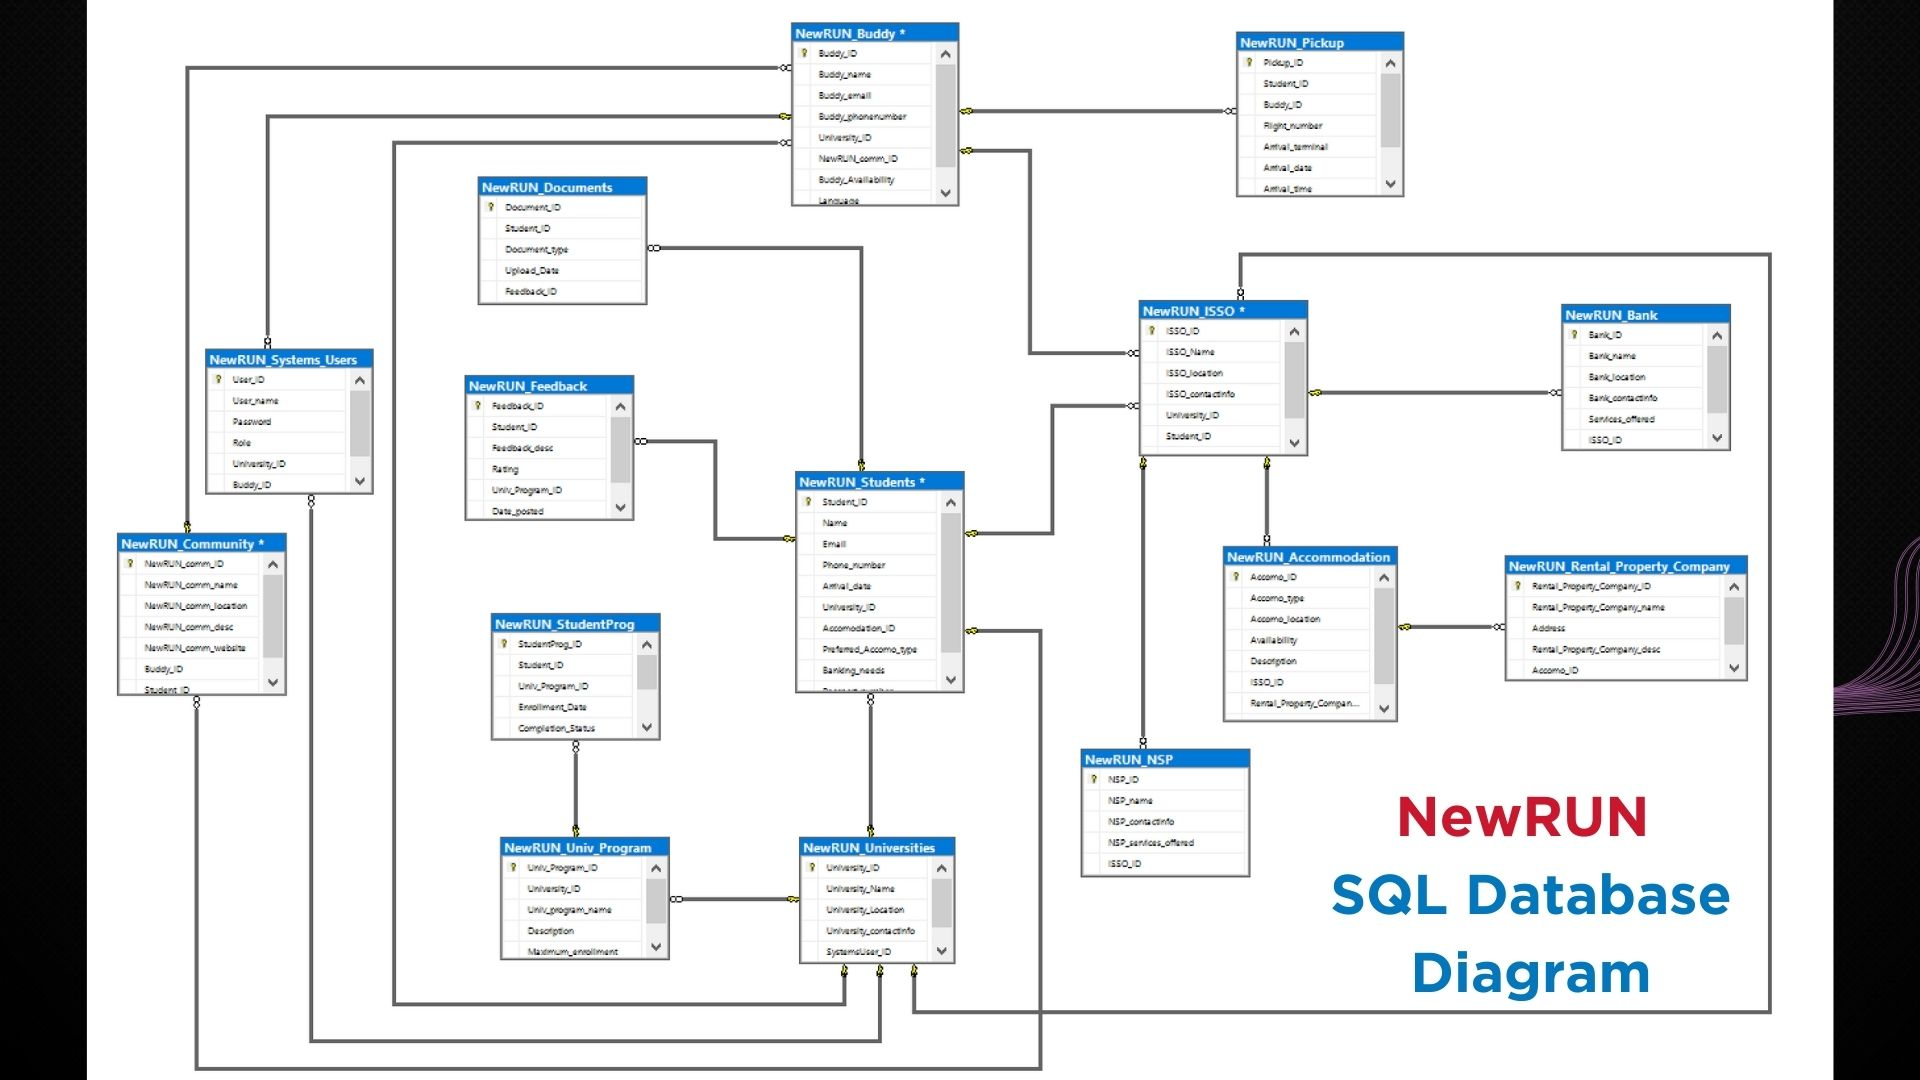 NewRUN_Buddy *
Buddy_ID
Buddy_name
Buddy_email
Buddy_phonenumber
University_ID
NewRUN_comm_ID
Buddy_Availability
Language
NewRUN_Pickup
Pickup_ID
Student_ID
Buddy_ID
Flight_number
Arrival_terminal
Arrival_date
Arrival_time
NewRUN_Documents
Document_ID
Student_ID
Document_type
Upload_Date
Feedback_ID
NewRUN_ISSO *
ISSO_ID
ISSO_Name
ISSO_location
ISSO_contactinfo
University_ID
Student_ID
NewRUN_Bank
Bank_ID
Bank_name
Bank_location
Bank_contactinfo
Services_offered
ISSO_ID
NewRUN_Systems_Users
User_ID
User_name
Password
Role
University_ID
Buddy_ID
NewRUN_Feedback
Feedback_ID
Student_ID
Feedback_desc
Rating
Univ_Program_ID
Date_posted
NewRUN_Students *
Student_ID
Name
Email
Phone_number
Arrival_date
University_ID
Accomodation_ID
Preferred_Accomo_type
Banking_needs
NewRUN_Community *
NewRUN_comm_ID
NewRUN_comm_name
NewRUN_comm_location
NewRUN_comm_desc
NewRUN_comm_website
Buddy_ID
Student_ID
NewRUN_Accommodation
Accomo_ID
Accomo_type
Accomo_location
Availability
Description
ISSO_ID
Rental_Property_Compan...
NewRUN_Rental_Property_Company
Rental_Property_Company_ID
Rental_Property_Company_name
Address
Rental_Property_Company_desc
Accomo_ID
NewRUN_StudentProg
StudentProg_ID
Student_ID
Univ_Program_ID
Enrollment_Date
Completion_Status
NewRUN_NSP
NSP_ID
NSP_name
NSP_contactinfo
NSP_services_offered
ISSO_ID
NewRUN_Univ_Program
Univ_Program_ID
University_ID
Univ_program_name
Description
Maximum_enrollment
NewRUN_Universities
University_ID
University_Name
University_Location
University_contactinfo
SystemsUser_ID
NewRUN
SQL Database
Diagram